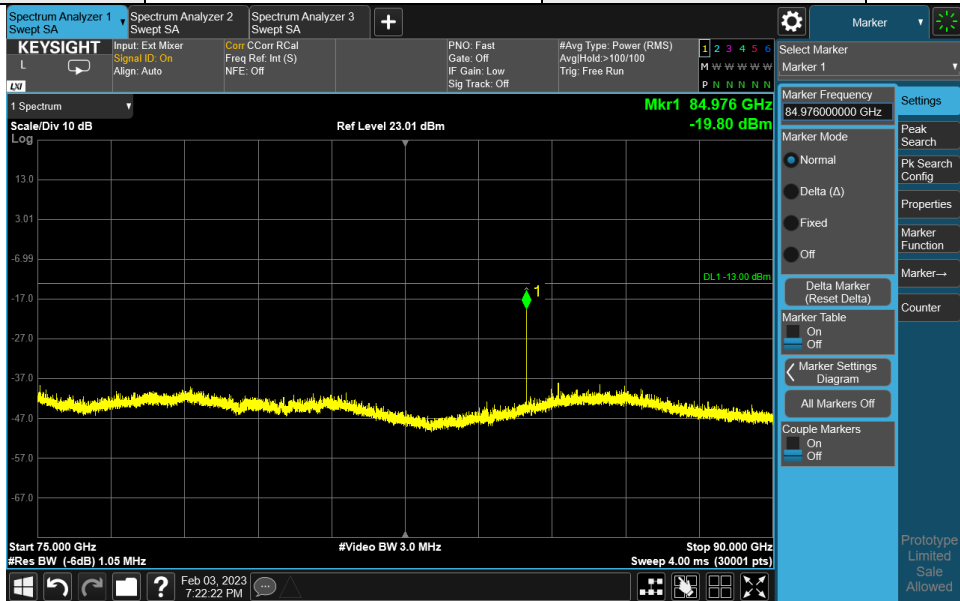 Spectrum Analyzer 1
Swept SA
Spectrum Analyzer 2
Swept SA
Spectrum Analyzer 3
Swept SA
Marker
KEYSIGHT
L
LXI
Input: Ext Mixer
Signal ID: On
Align: Auto
Corr CCorr RCal
Freq Ref: Int (S)
NFE: Off
PNO: Fast
Gate: Off
IF Gain: Low
Sig Track: Off
#Avg Type: Power (RMS)
Avg|Hold:>100/100
Trig: Free Run
1 2 3 4 5 6
M W W W W W
P N N N N N
Select Marker
Marker 1
1 Spectrum
Scale/Div 10 dB
Ref Level 23.01 dBm
Mkr1 84.976 GHz
-19.80 dBm
Log
13.0
3.01
-6.99
-17.0
-27.0
-37.0
-47.0
-57.0
-67.0
DL1 -13.00 dBm
1
Start 75.000 GHz
#Res BW (-6dB) 1.05 MHz
#Video BW 3.0 MHz
Stop 90.000 GHz
Sweep 4.00 ms (30001 pts)
Marker Frequency
84.976000000 GHz
Marker Mode
Normal
Delta (Δ)
Fixed
Off
Delta Marker
(Reset Delta)
Marker Table
On
Off
Marker Settings
Diagram
All Markers Off
Couple Markers
On
Off
Settings
Peak
Search
Pk Search
Config
Properties
Marker
Function
Marker→
Counter
Prototype
Limited
Sale
Allowed
?
Feb 03, 2023
7:22:22 PM